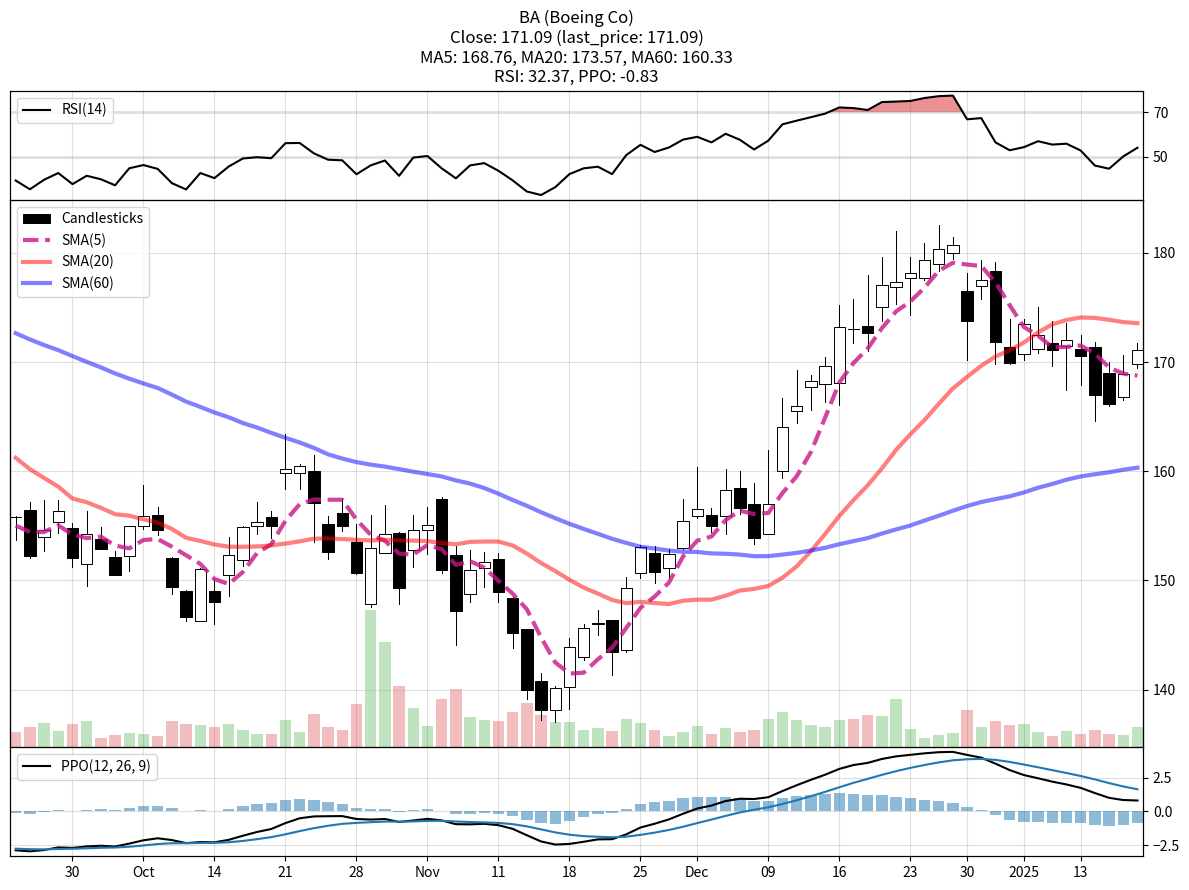 BA (Boeing Co)
Close: 171.09 (last_price: 171.09)
MA5: 168.76, MA20: 173.57, MA60: 160.33
RSI: 32.37, PPO: -0.83
RSI(14)
70
50
Candlesticks
SMA(5)
SMA(20)
SMA(60)
180
170
160
150
140
PPO(12, 26, 9)
2.5
0.0
−2.5
30 Oct 14 21 28 Nov 11 18 25 Dec 09 16 23 30 2025 13